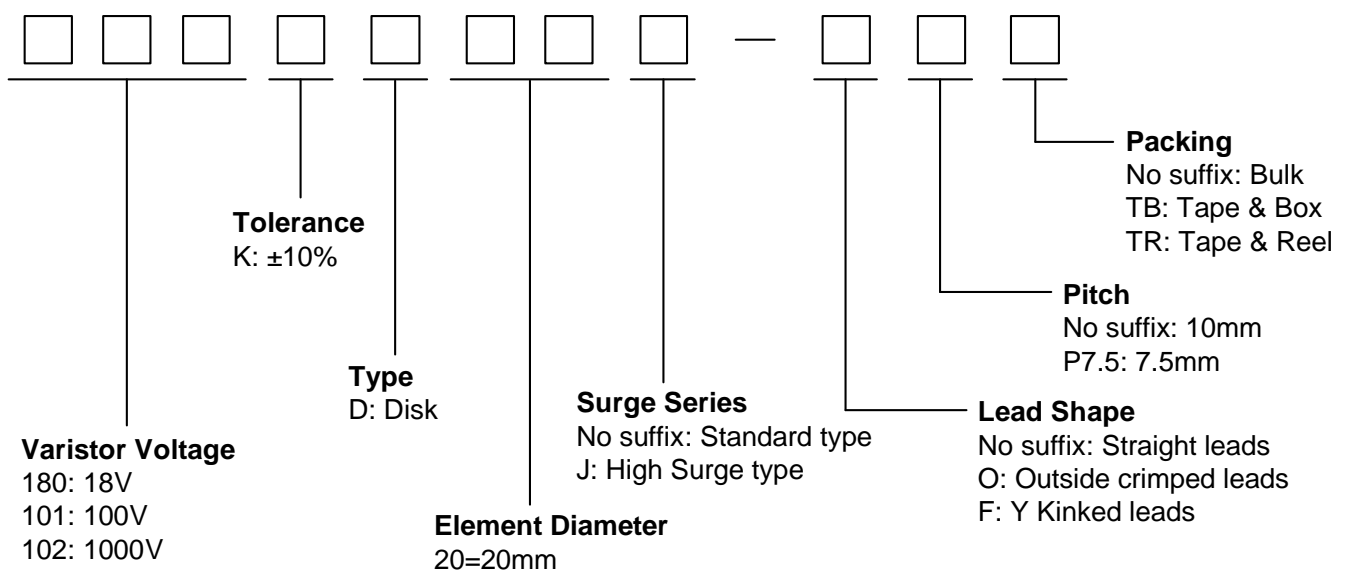 Packing
No suffix: Bulk
TB: Tape & Box
TR: Tape & Reel
Tolerance
K: ±10%
Pitch
No suffix: 10mm
P7.5: 7.5mm
Type
D: Disk
Surge Series
No suffix: Standard type
J: High Surge type
Lead Shape
No suffix: Straight leads
O: Outside crimped leads
F: Y Kinked leads
Varistor Voltage
180: 18V
101: 100V
102: 1000V
Element Diameter
20=20mm